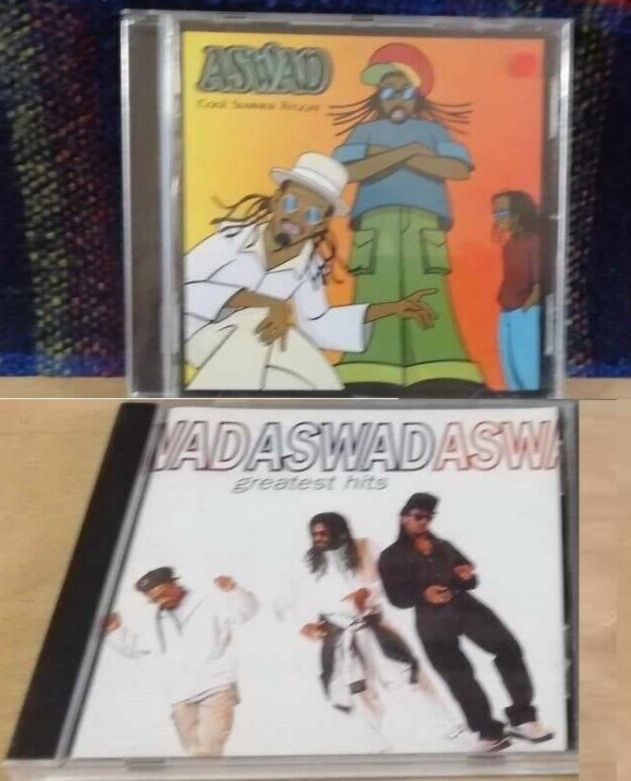 ASWAD
Cool Summer Reggae
WADASWADASWA
greatest hits